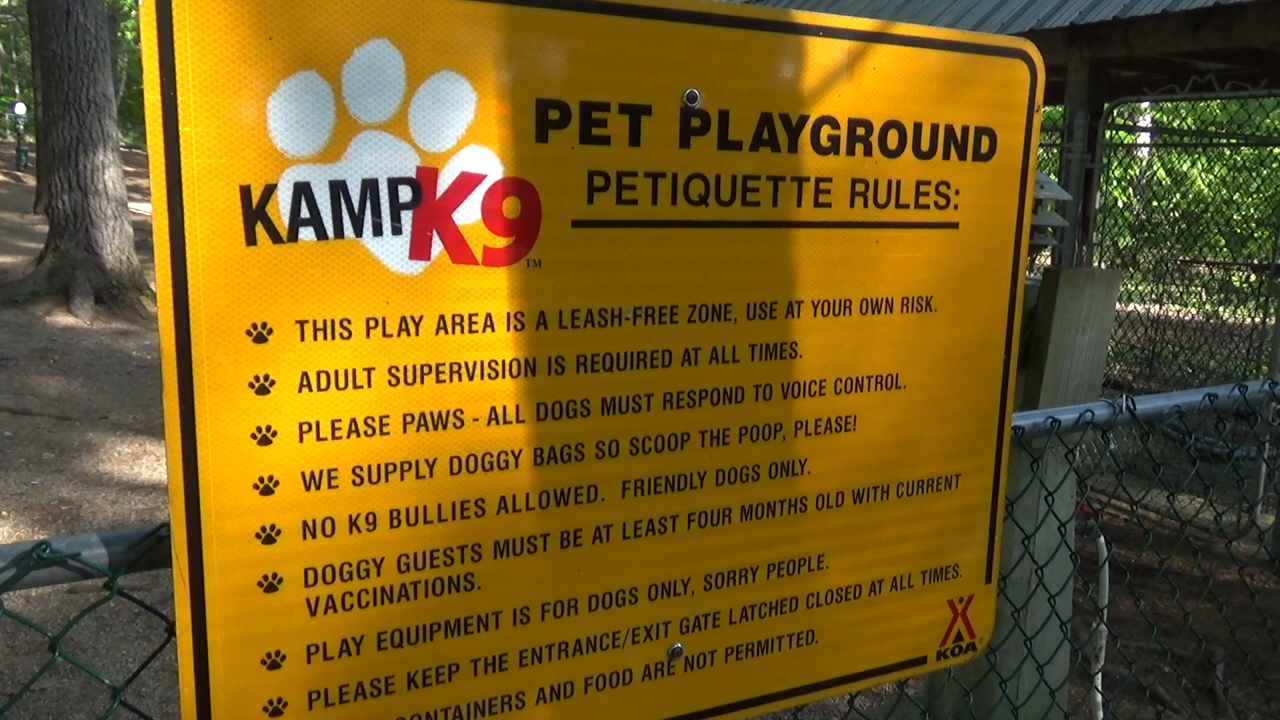 KAMP K9 ™
PET PLAYGROUND
PETIQUETTE RULES:
THIS PLAY AREA IS A LEASH-FREE ZONE, USE AT YOUR OWN RISK.
ADULT SUPERVISION IS REQUIRED AT ALL TIMES.
PLEASE PAWS - ALL DOGS MUST RESPOND TO VOICE CONTROL.
WE SUPPLY DOGGY BAGS SO SCOOP THE POOP, PLEASE!
NO K9 BULLIES ALLOWED. FRIENDLY DOGS ONLY.
DOGGY GUESTS MUST BE AT LEAST FOUR MONTHS OLD WITH CURRENT
VACCINATIONS.
PLAY EQUIPMENT IS FOR DOGS ONLY, SORRY PEOPLE.
PLEASE KEEP THE ENTRANCE/EXIT GATE LATCHED CLOSED AT ALL TIMES.
CONTAINERS AND FOOD ARE NOT PERMITTED.
KOA